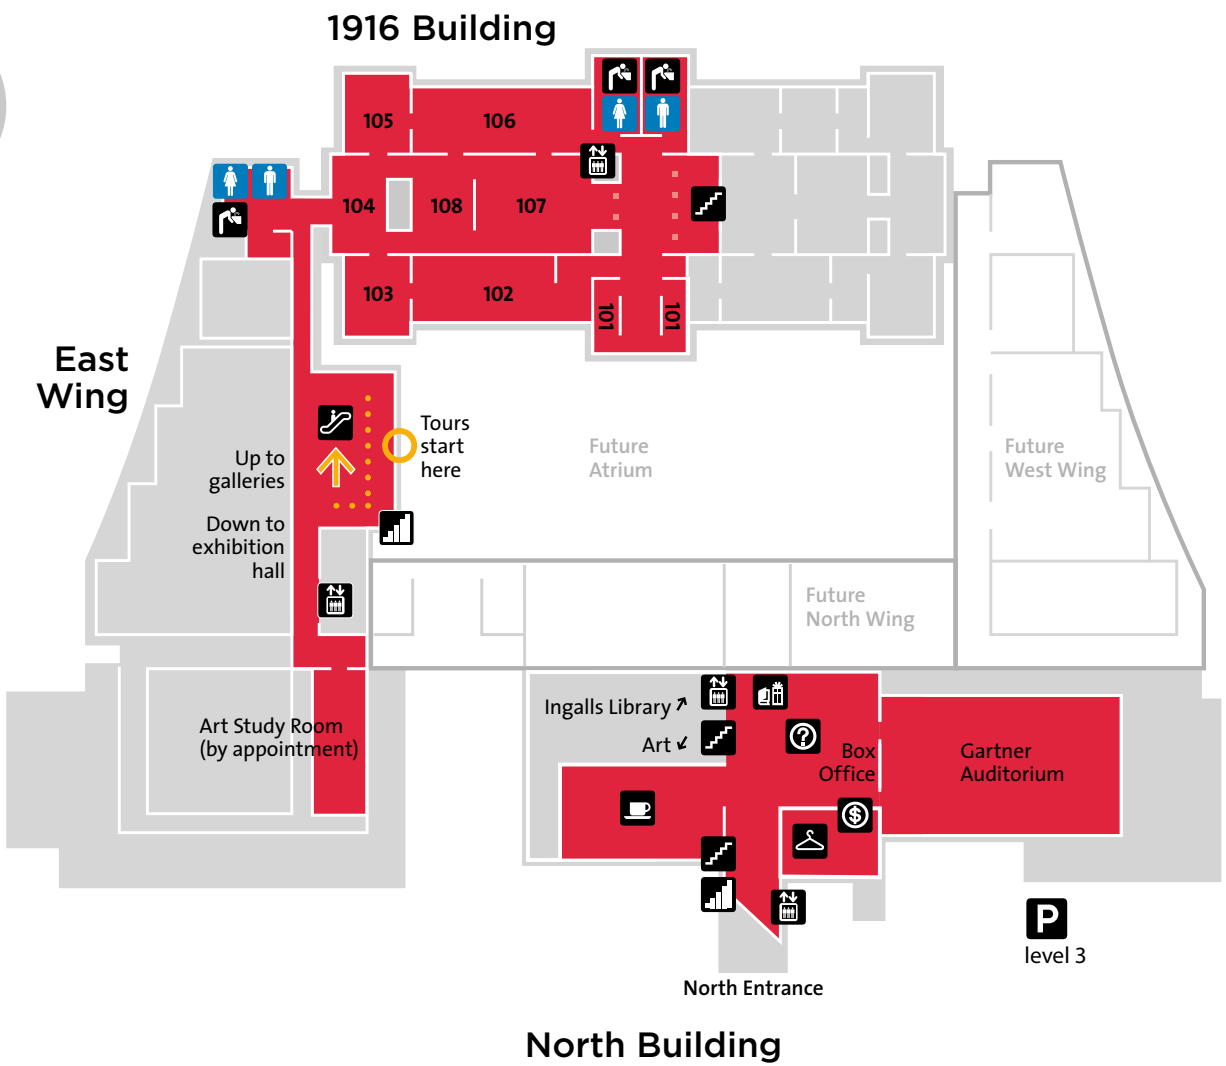 1916 Building
105
106
104
108
107
103
102
101
101
East
Wing
Tours
start
here
Up to
galleries
Down to
exhibition
hall
Future
Atrium
Future
West Wing
Future
North Wing
Ingalls Library
Art
?
Box
Office
$
Gartner
Auditorium
Art Study Room
(by appointment)
P
level 3
North Entrance
North Building